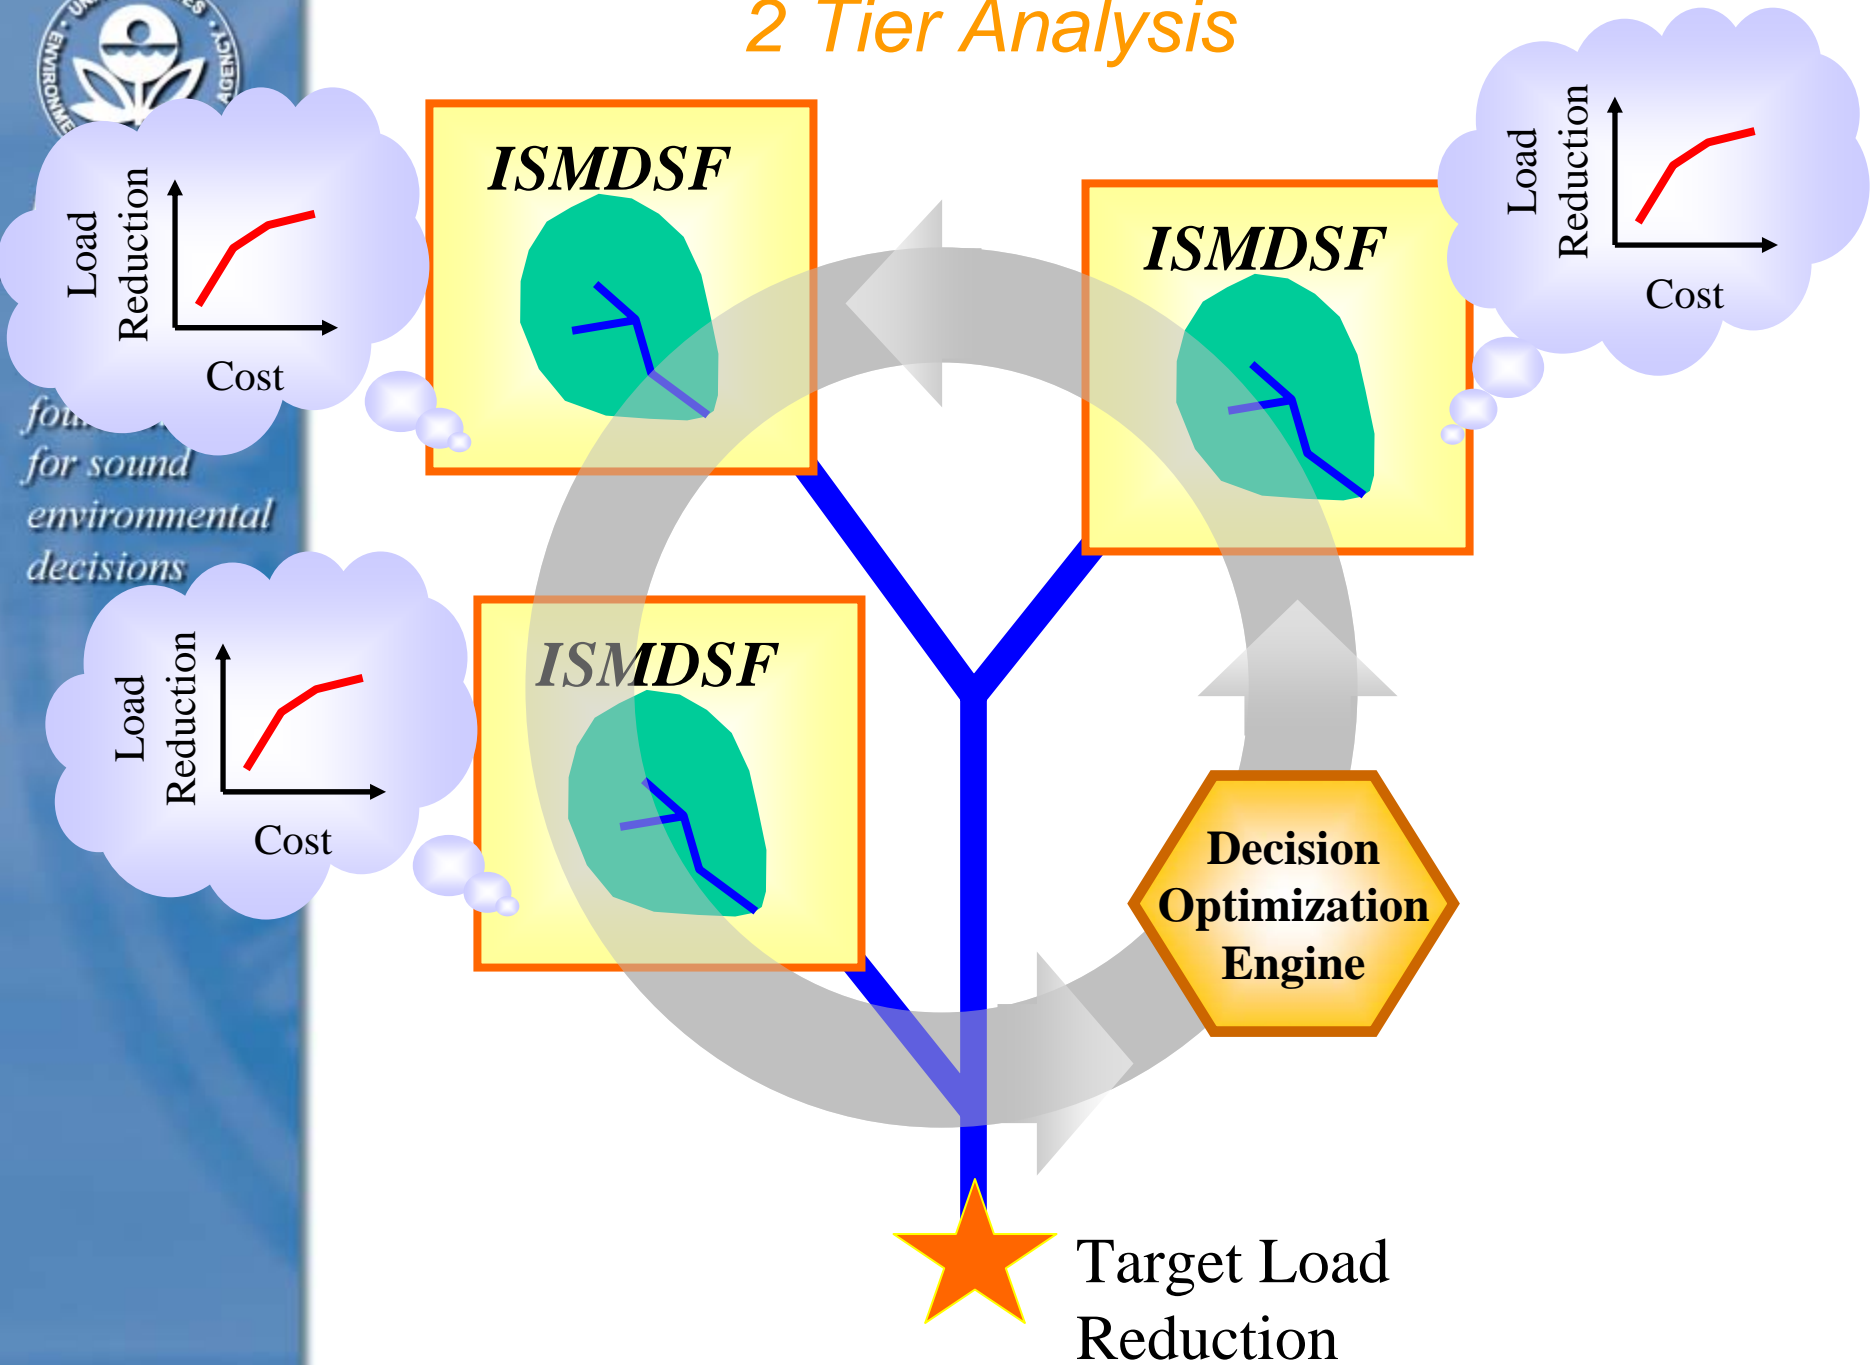 2 Tier Analysis
ISMDSF
Load
Reduction
Cost
ISMDSF
Load
Reduction
Cost
for sound
environmental
decisions
ISMDSF
Load
Reduction
Cost
Decision
Optimization
Engine
Target Load
Reduction